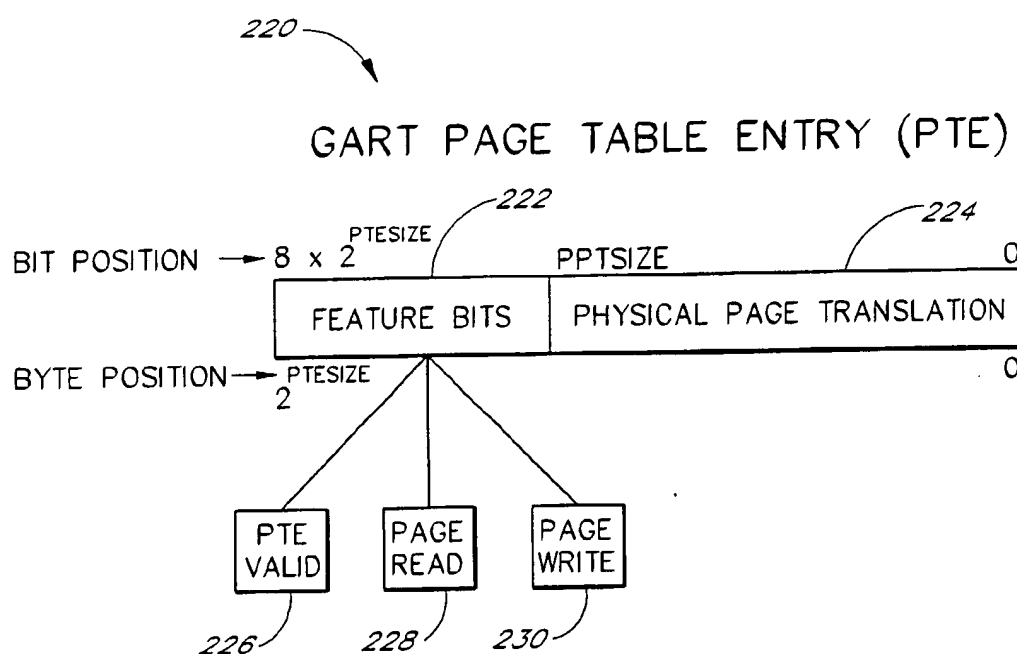 220
GART PAGE TABLE ENTRY (PTE)
222
224
BIT POSITION → 8 x 2^PTESIZE PPTSIZE 0
FEATURE BITS PHYSICAL PAGE TRANSLATION
BYTE POSITION → 2^PTESIZE 0
PTE VALID
PAGE READ
PAGE WRITE
226
228
230